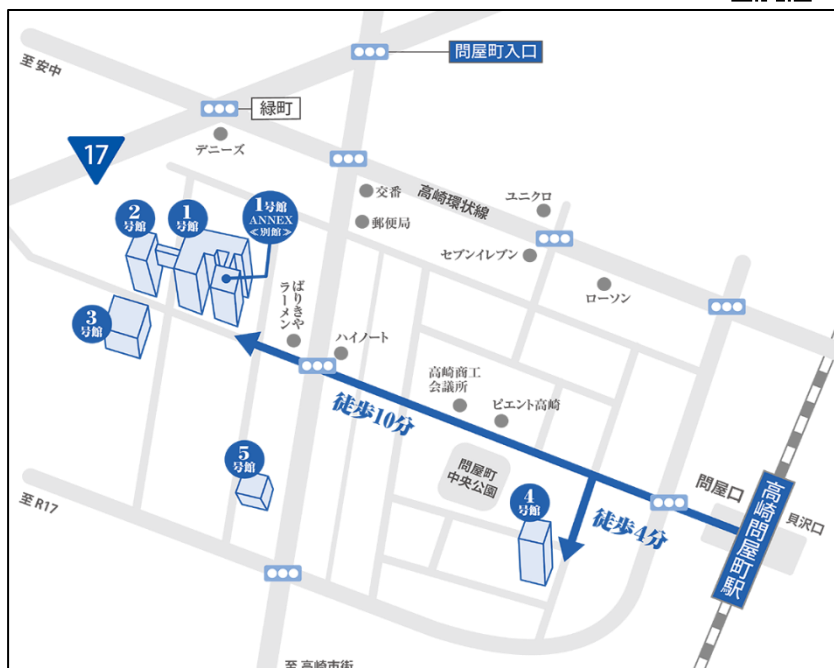 問屋町入口
至 安中
緑町
デニーズ
17
交番
高崎環状線
ユニクロ
2
号館
1
号館
1号館
ANNEX
≪別館≫
郵便局
セブンイレブン
ローソン
ばりきや
ラーメン
3
号館
ハイノート
高崎商工
会議所
ビエント高崎
徒歩10分
5
号館
問屋町
中央公園
問屋口
4
号館
高崎問屋町駅
貝沢口
至 R17
徒歩4分
至 高崎市街